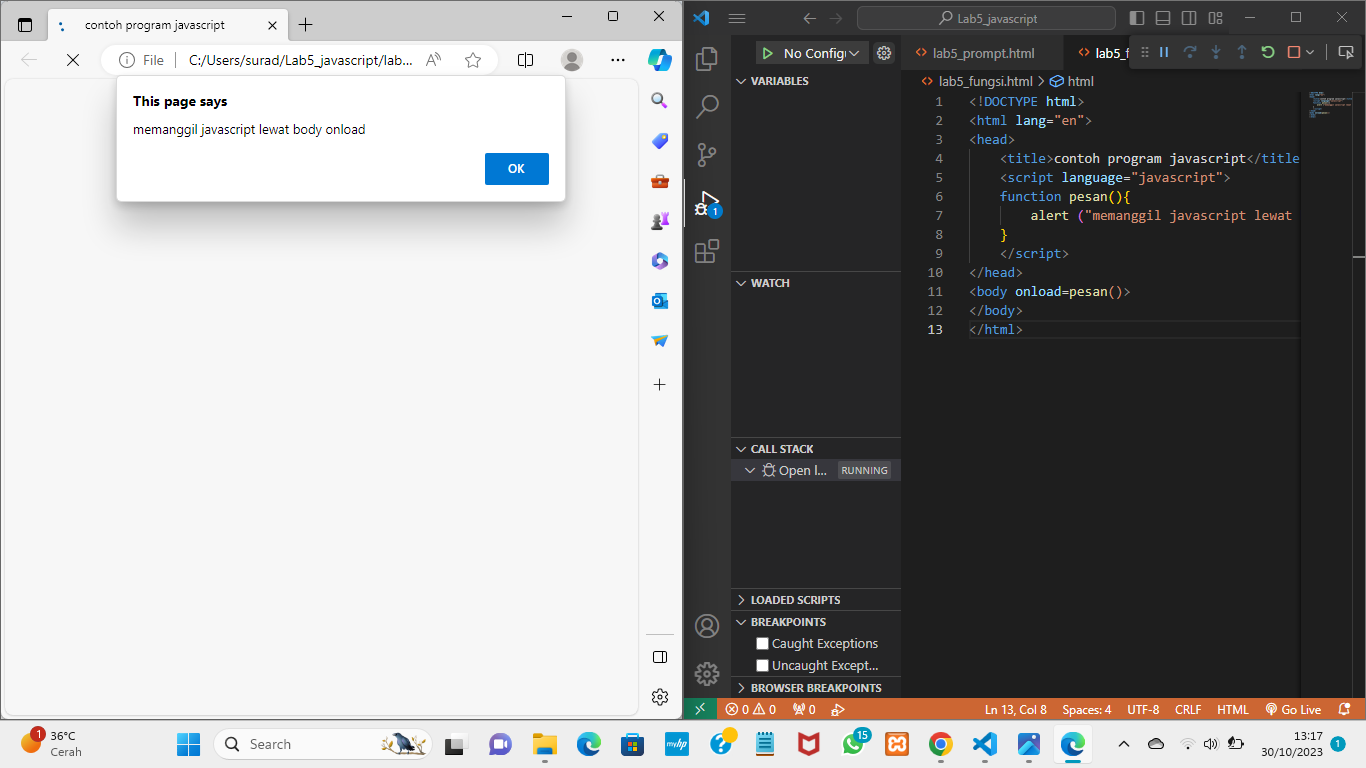 contoh program javascript
File
C:/Users/surad/Lab5_javascript/lab...
This page says
memanggil javascript lewat body onload
OK
Lab5_javascript
No Config
VARIABLES
WATCH
CALL STACK
Open l...
RUNNING
LOADED SCRIPTS
BREAKPOINTS
Caught Exceptions
Uncaught Except...
BROWSER BREAKPOINTS
1
lab5_prompt.html
lab5_f
lab5_fungsi.html > html
1 <!DOCTYPE html>
2 <html lang="en">
3 <head>
4 <title>contoh program javascript</title
5 <script language="javascript">
6 function pesan(){
7 alert ("memanggil javascript lewat
8 }
9 </script>
10 </head>
11 <body onload=pesan()>
12 </body>
13 </html>
0 0 0
Ln 13, Col 8 Spaces: 4 UTF-8 CRLF HTML Go Live
1
36°C
Cerah
Search
myhp
15
13:17
30/10/2023
1